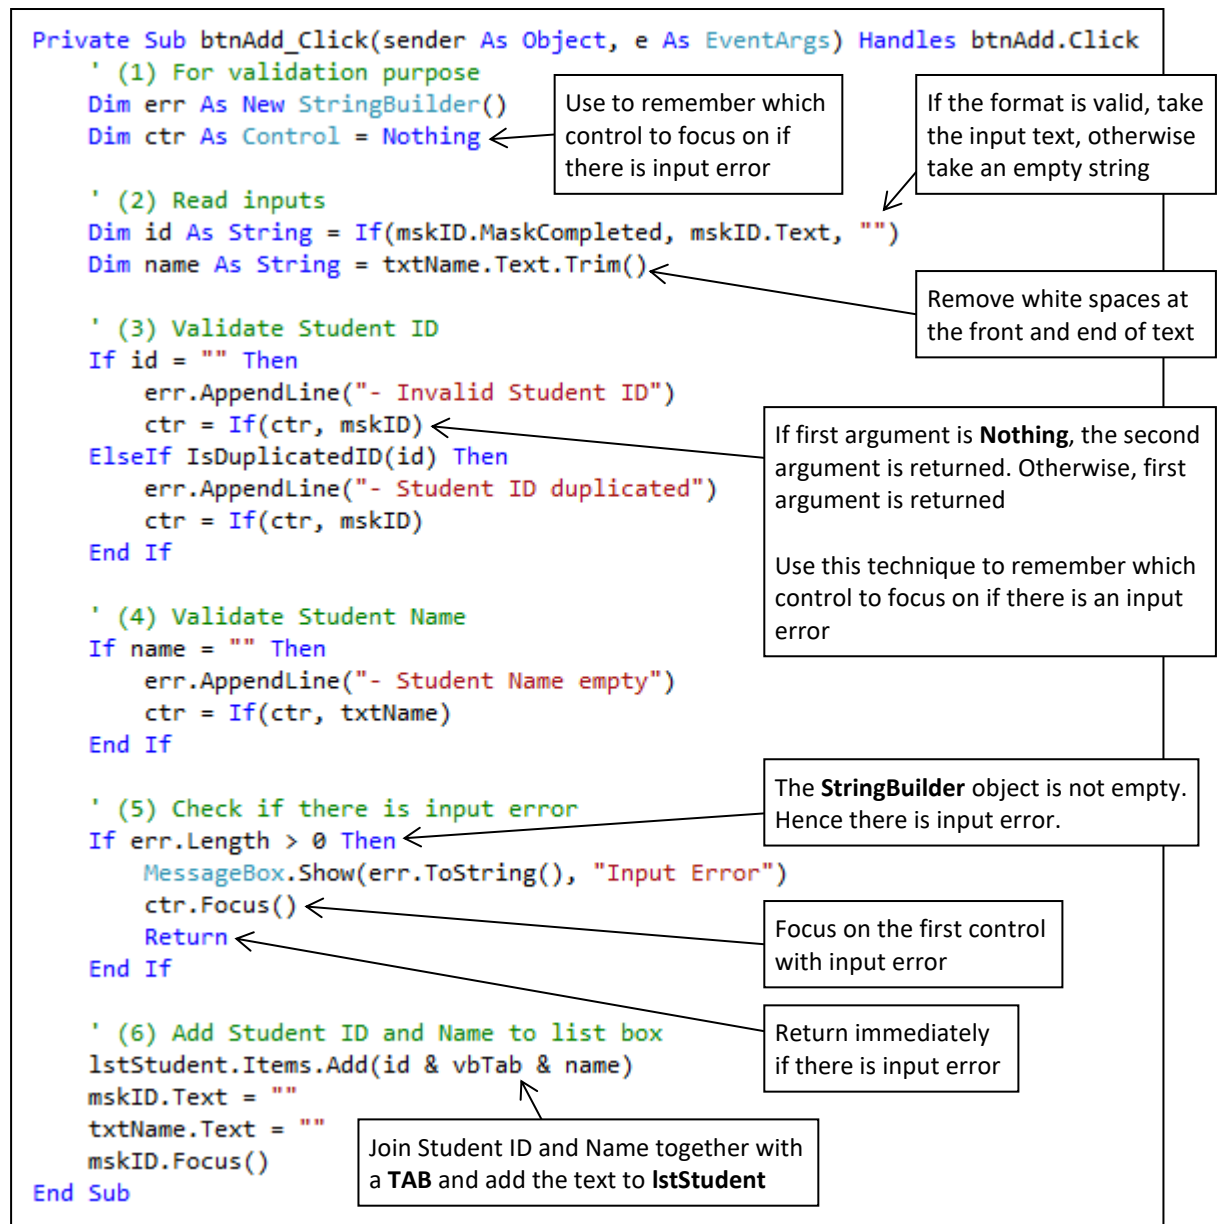 Private Sub btnAdd_Click(sender As Object, e As EventArgs) Handles btnAdd.Click
' (1) For validation purpose
Dim err As New StringBuilder()
Dim ctr As Control = Nothing
Use to remember which
control to focus on if
there is input error
If the format is valid, take
the input text, otherwise
take an empty string
' (2) Read inputs
Dim id As String = If(mskID.MaskCompleted, mskID.Text, "")
Dim name As String = txtName.Text.Trim()
Remove white spaces at
the front and end of text
' (3) Validate Student ID
If id = "" Then
err.AppendLine("- Invalid Student ID")
ctr = If(ctr, mskID)
ElseIf IsDuplicatedID(id) Then
err.AppendLine("- Student ID duplicated")
ctr = If(ctr, mskID)
End If
If first argument is Nothing, the second
argument is returned. Otherwise, first
argument is returned
Use this technique to remember which
control to focus on if there is an input
error
' (4) Validate Student Name
If name = "" Then
err.AppendLine("- Student Name empty")
ctr = If(ctr, txtName)
End If
' (5) Check if there is input error
If err.Length > 0 Then
MessageBox.Show(err.ToString(), "Input Error")
ctr.Focus()
Return
End If
The StringBuilder object is not empty.
Hence there is input error.
Focus on the first control
with input error
Return immediately
if there is input error
' (6) Add Student ID and Name to list box
lstStudent.Items.Add(id & vbTab & name)
mskID.Text = ""
txtName.Text = ""
mskID.Focus()
End Sub
Join Student ID and Name together with
a TAB and add the text to lstStudent